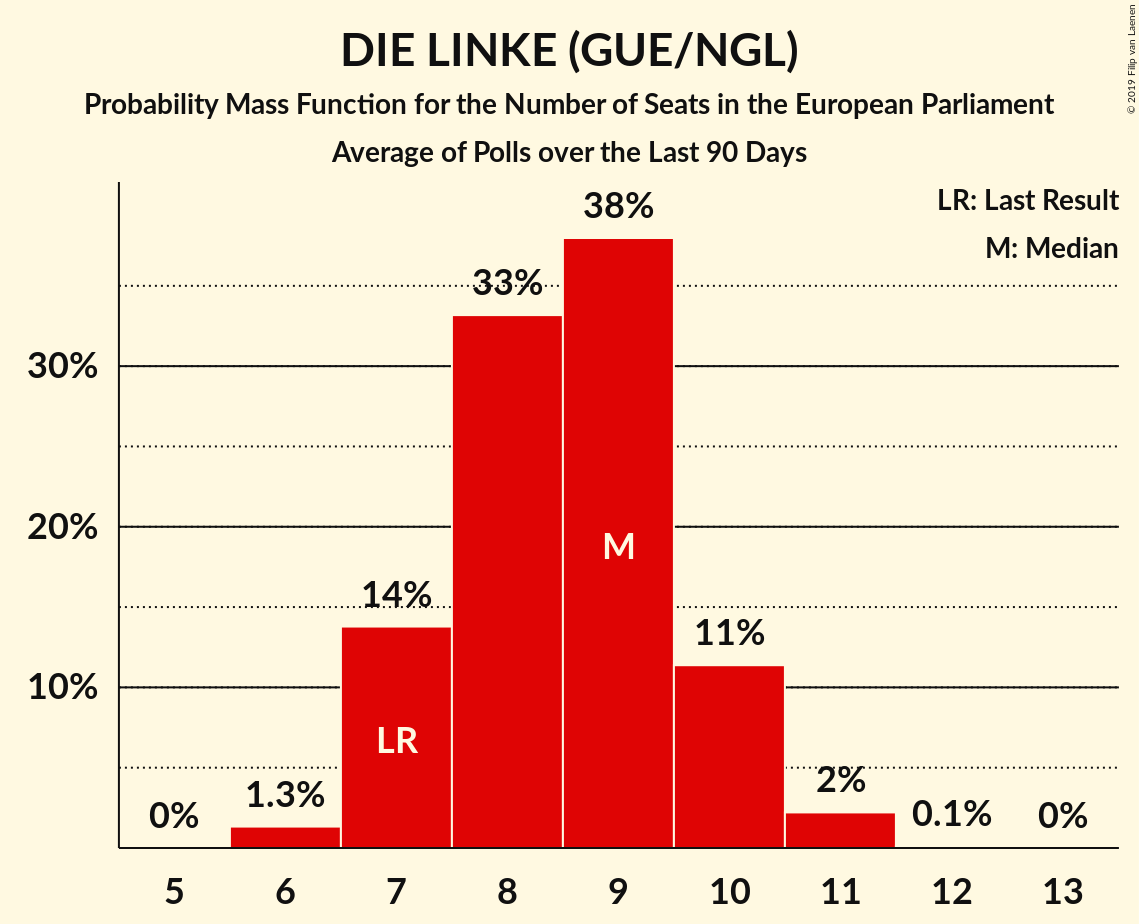 DIE LINKE (GUE/NGL)
Probability Mass Function for the Number of Seats in the European Parliament
Average of Polls over the Last 90 Days
© 2019 Filip van Laenen
LR: Last Result
M: Median
38%
33%
30%
M
20%
14%
11%
10%
LR
1.3%
2%
0%
0.1%
0%
5 6 7 8 9 10 11 12 13